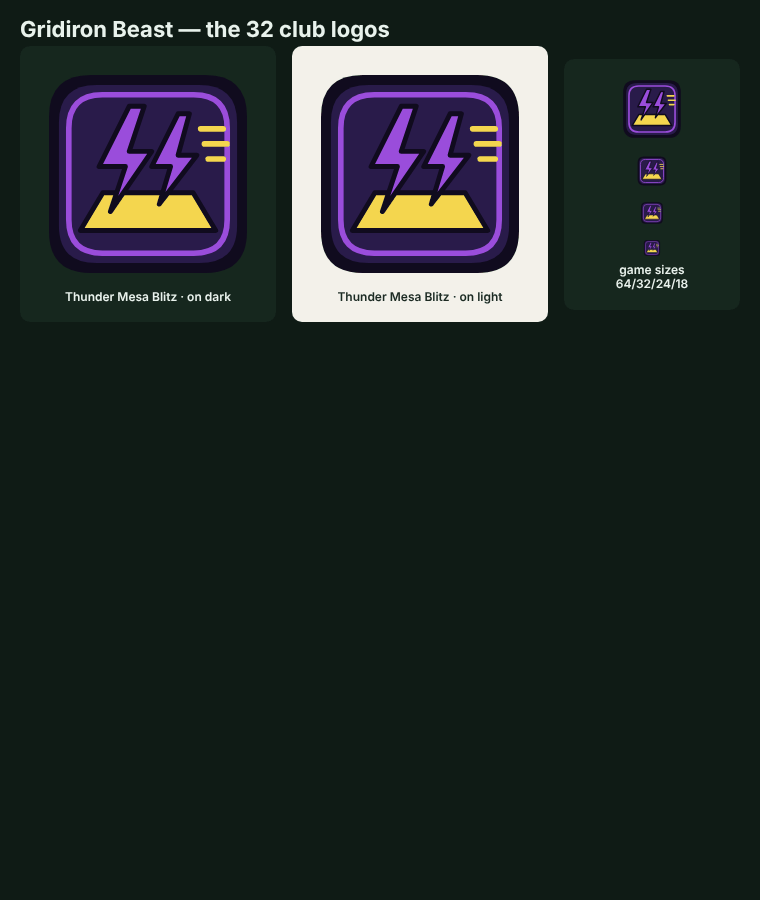 Gridiron Beast — the 32 club logos
Thunder Mesa Blitz · on dark
Thunder Mesa Blitz · on light
game sizes
64/32/24/18